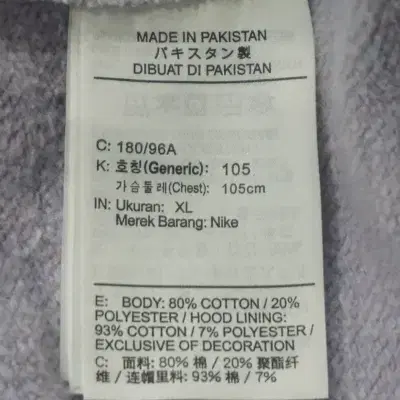 MADE IN PAKISTAN
パキスタン製
DIBUAT DI PAKISTAN
C: 180/96A
K: 호칭(Generic): 105
가슴둘레(Chest): 105cm
IN: Ukuran: XL
Merek Barang: Nike
E: BODY: 80% COTTON / 20%
POLYESTER / HOOD LINING:
93% COTTON / 7% POLYESTER /
EXCLUSIVE OF DECORATION
C: 面料: 80% 棉 / 20% 聚酯纤
维 / 连帽里料: 93% 棉 / 7%